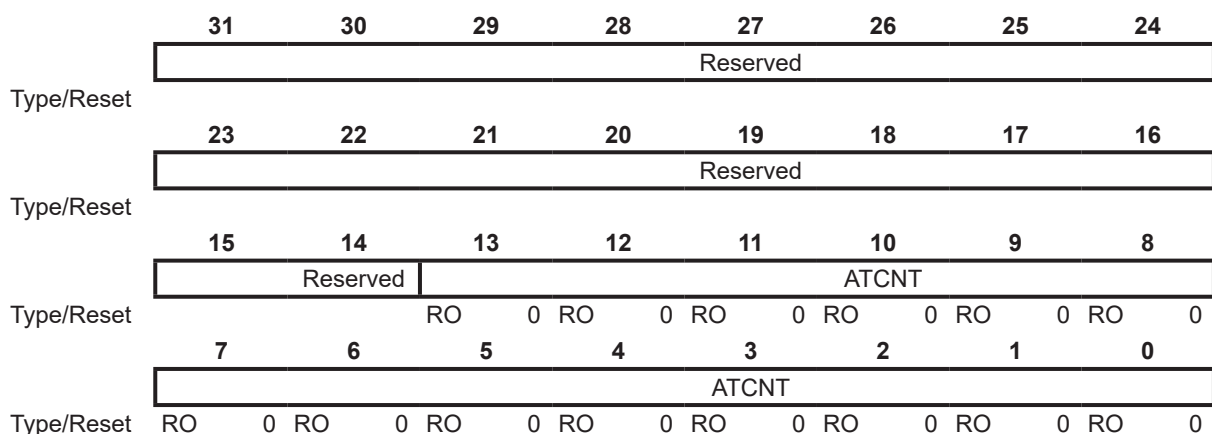 31 30 29 28 27 26 25 24
Reserved
Type/Reset
23 22 21 20 19 18 17 16
Reserved
Type/Reset
15 14 13 12 11 10 9 8
Reserved ATCNT
Type/Reset RO 0 RO 0 RO 0 RO 0 RO 0 RO 0
7 6 5 4 3 2 1 0
ATCNT
Type/Reset RO 0 RO 0 RO 0 RO 0 RO 0 RO 0 RO 0 RO 0